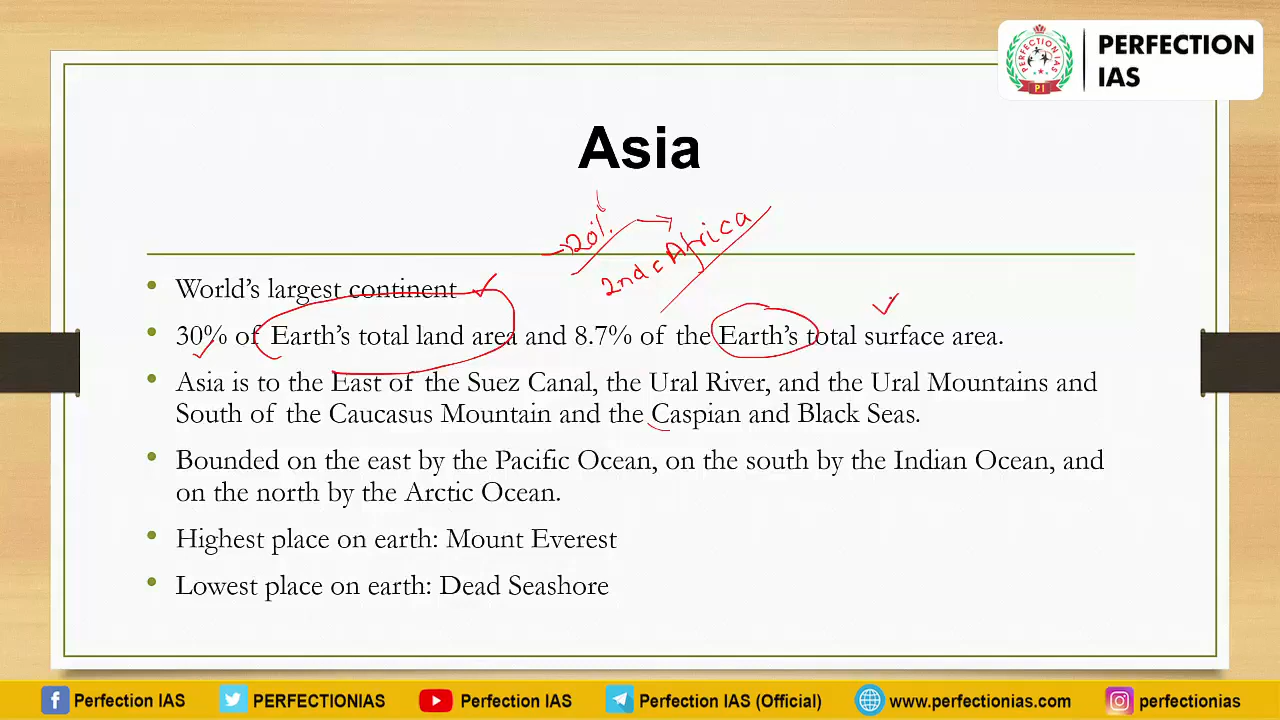 PERFECTION
IAS
PERFECTION IAS
PI
Asia
20%
2nd = Africa
• World's largest continent
• 30% of Earth's total land area and 8.7% of the Earth's total surface area.
• Asia is to the East of the Suez Canal, the Ural River, and the Ural Mountains and
South of the Caucasus Mountain and the Caspian and Black Seas.
• Bounded on the east by the Pacific Ocean, on the south by the Indian Ocean, and
on the north by the Arctic Ocean.
• Highest place on earth: Mount Everest
• Lowest place on earth: Dead Seashore
Perfection IAS PERFECTIONIAS Perfection IAS Perfection IAS (Official) www.perfectionias.com perfectionias